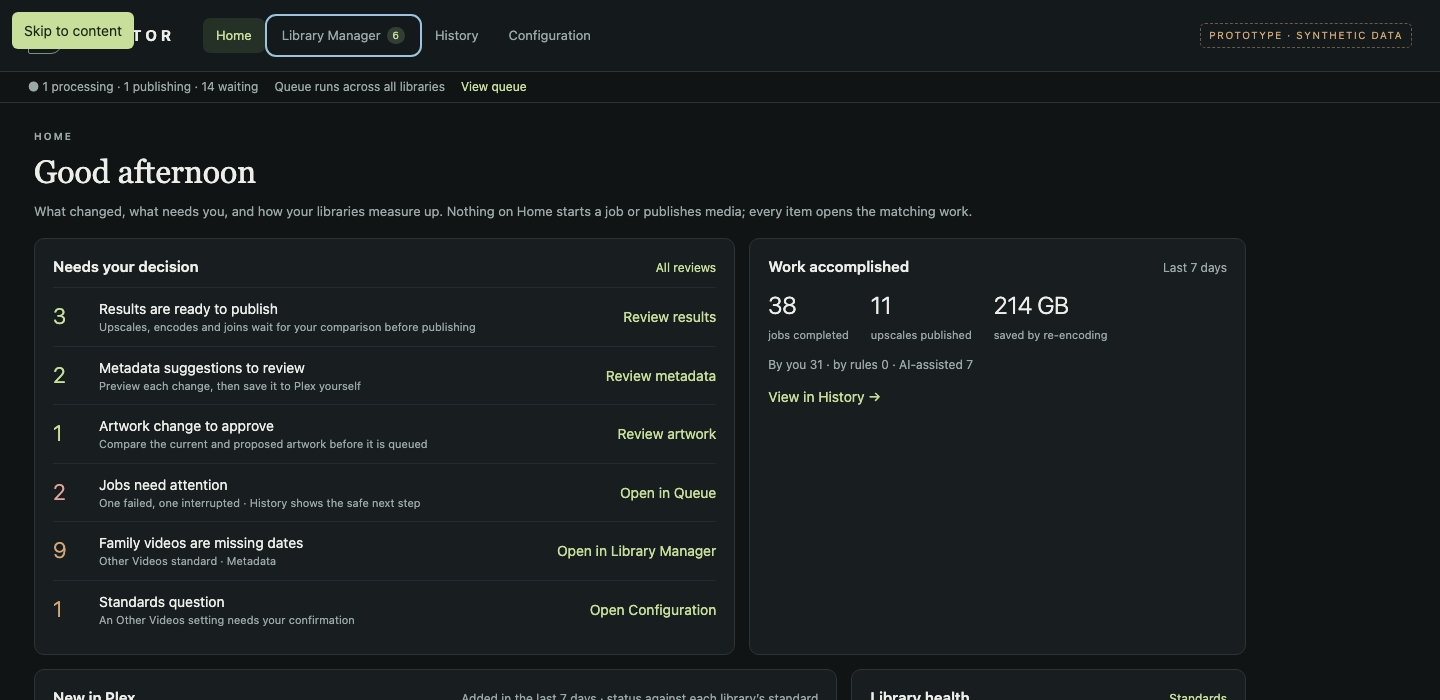 Skip to content
TOR
Home
Library Manager 6
History
Configuration
PROTOTYPE · SYNTHETIC DATA
1 processing · 1 publishing · 14 waiting
Queue runs across all libraries
View queue
HOME
Good afternoon
What changed, what needs you, and how your libraries measure up. Nothing on Home starts a job or publishes media; every item opens the matching work.
Needs your decision
All reviews
3
Results are ready to publish
Upscales, encodes and joins wait for your comparison before publishing
Review results
2
Metadata suggestions to review
Preview each change, then save it to Plex yourself
Review metadata
1
Artwork change to approve
Compare the current and proposed artwork before it is queued
Review artwork
2
Jobs need attention
One failed, one interrupted · History shows the safe next step
Open in Queue
9
Family videos are missing dates
Other Videos standard · Metadata
Open in Library Manager
1
Standards question
An Other Videos setting needs your confirmation
Open Configuration
Work accomplished
Last 7 days
38
jobs completed
11
upscales published
214 GB
saved by re-encoding
By you 31 · by rules 0 · AI-assisted 7
View in History →
New in Plex
Added in the last 7 days · status against each library's standard
Library health
Standards